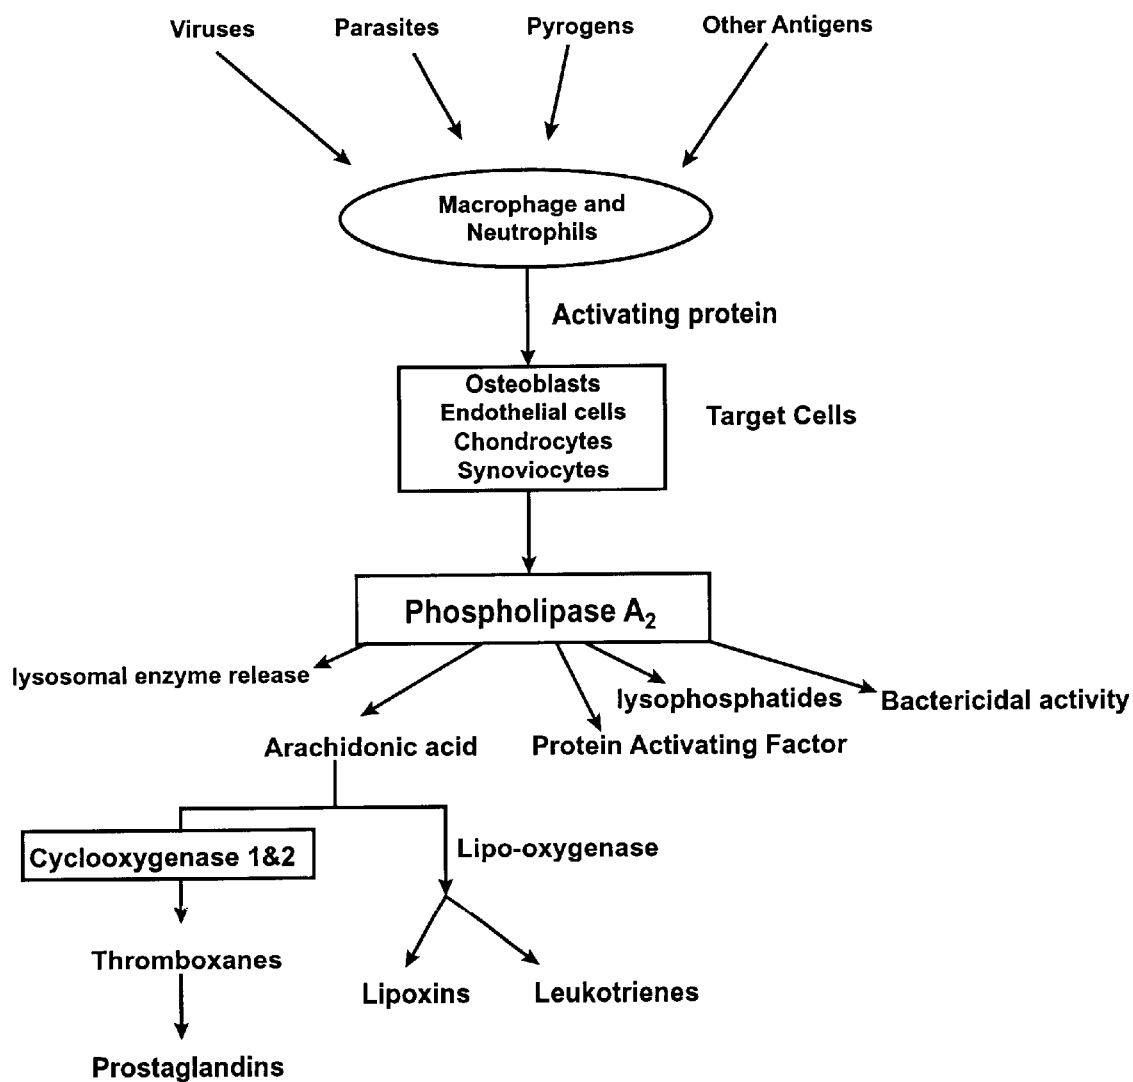 Viruses
Parasites
Pyrogens
Other Antigens
Macrophage and
Neutrophils
Activating protein
Osteoblasts
Endothelial cells
Chondrocytes
Synoviocytes
Target Cells
Phospholipase A₂
lysosomal enzyme release
lysophosphatides
Bactericidal activity
Arachidonic acid
Protein Activating Factor
Cyclooxygenase 1&2
Lipo-oxygenase
Thromboxanes
Lipoxins
Leukotrienes
Prostaglandins